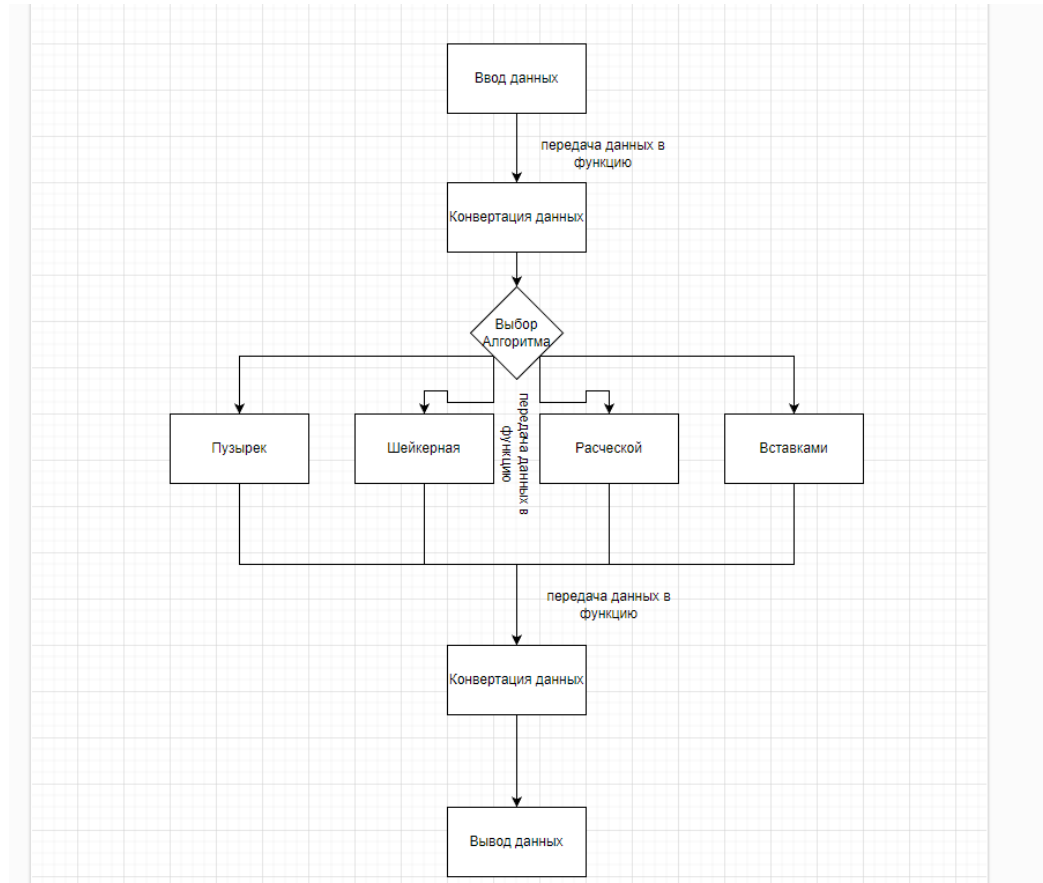 Ввод данных
передача данных в
функцию
Конвертация данных
Выбор
Алгоритма
Пузырек
Шейкерная
передача данных в
функцию
Расческой
Вставками
передача данных в
функцию
Конвертация данных
Вывод данных